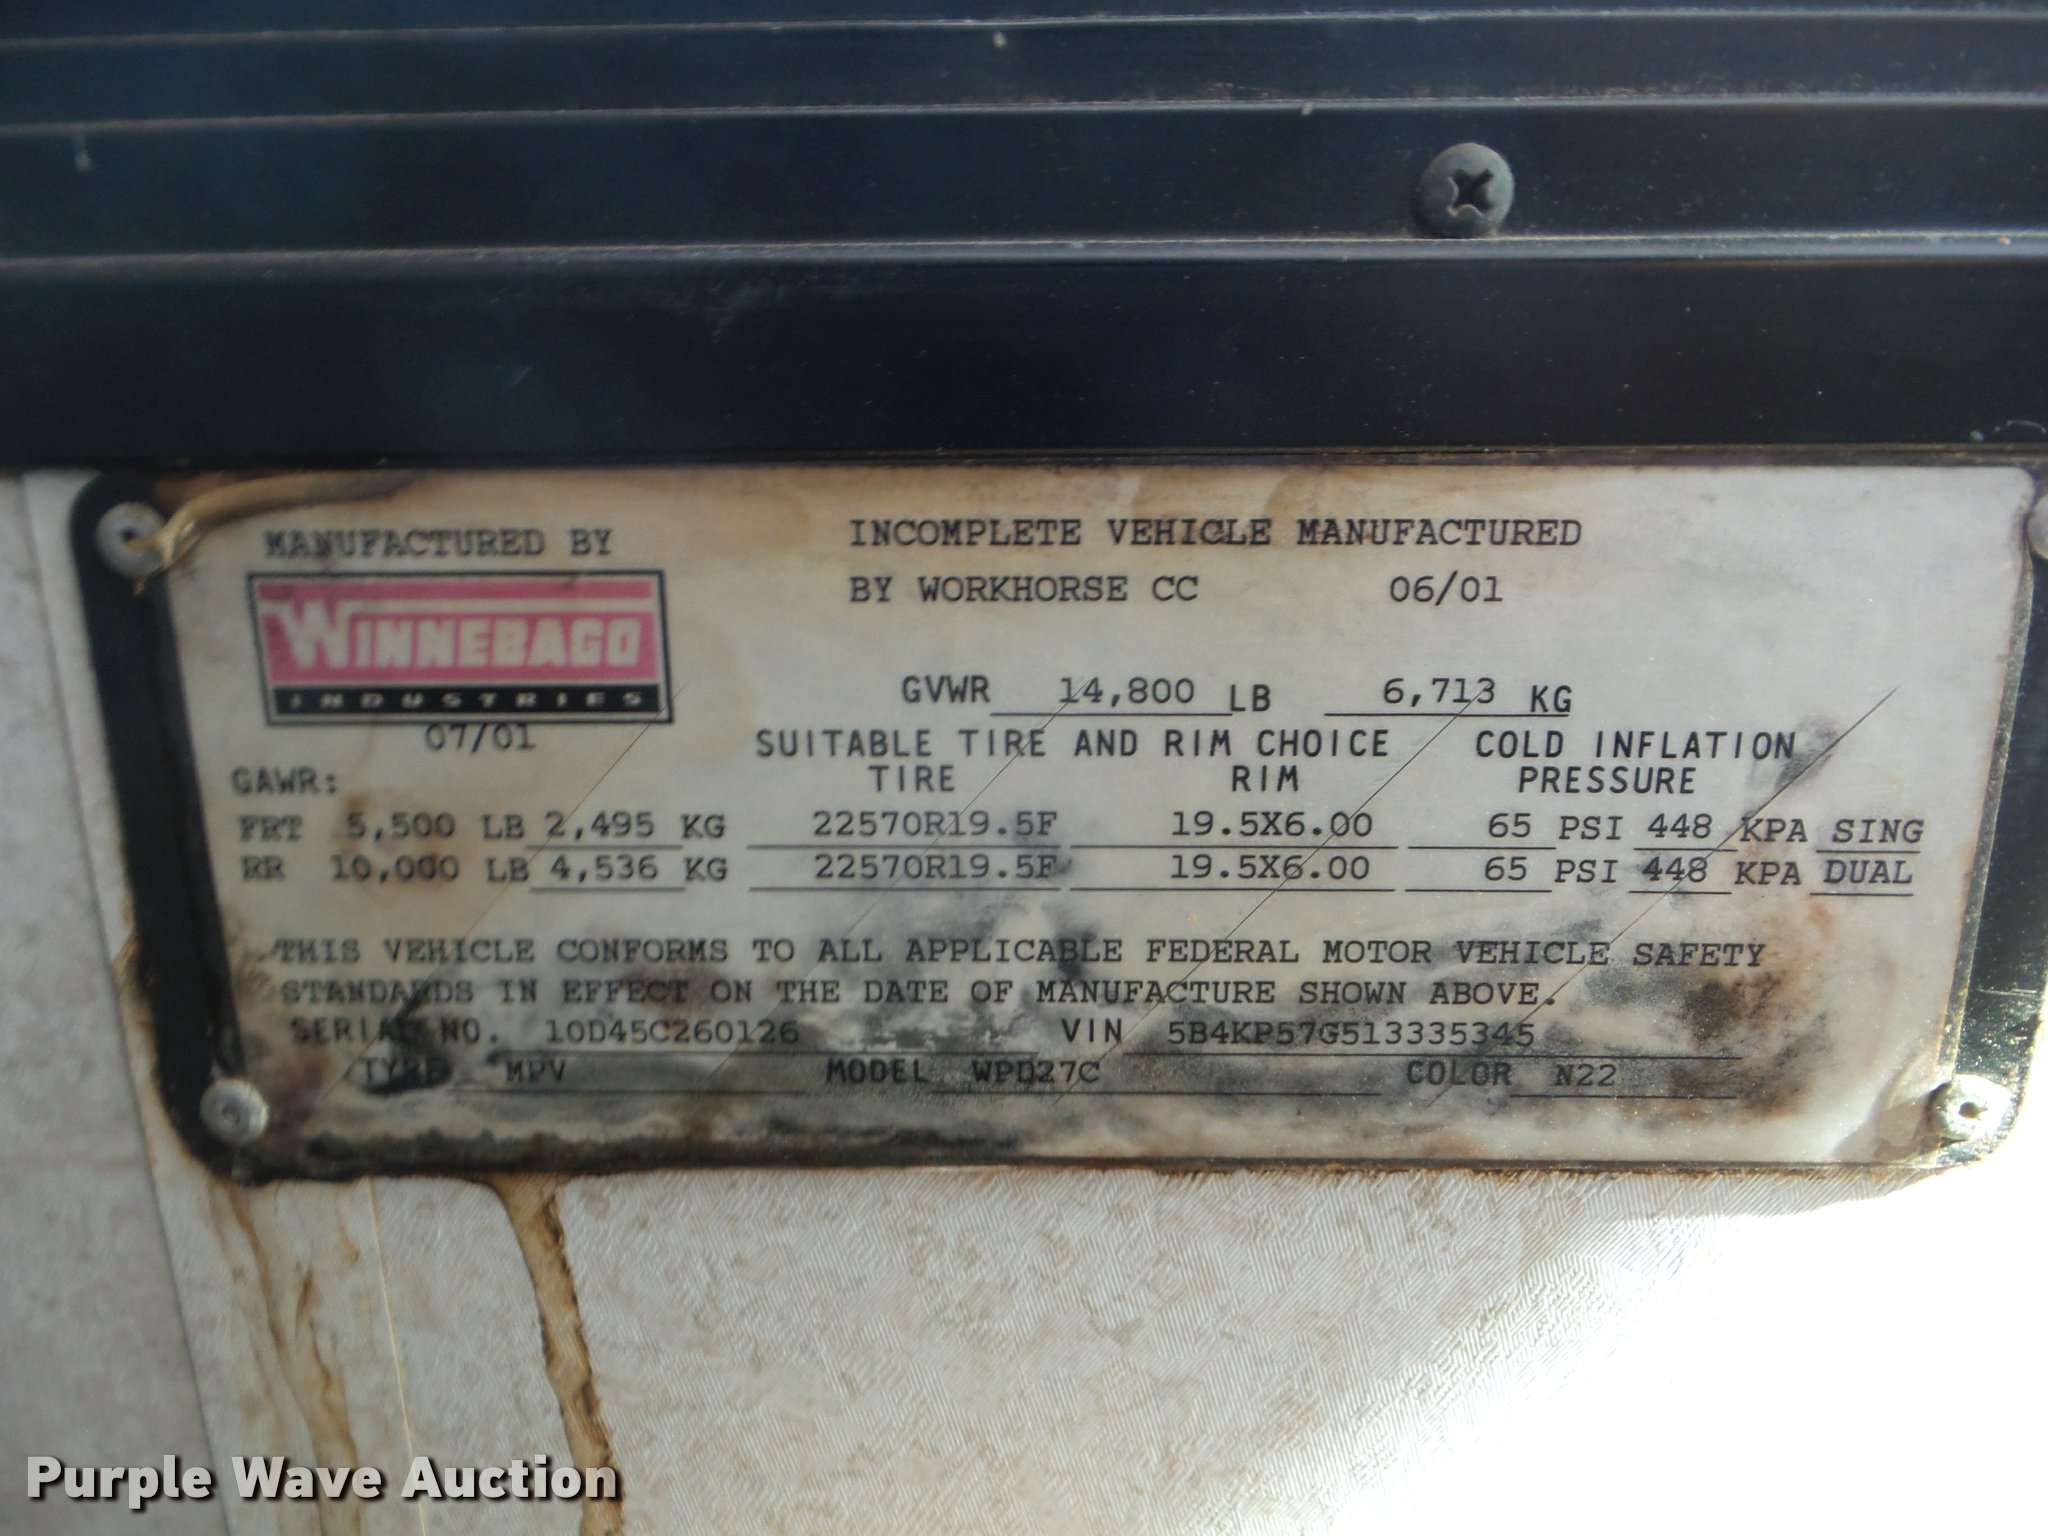 MANUFACTURED BY
WINNEBAGO
INDUSTRIES
07/01
INCOMPLETE VEHICLE MANUFACTURED
BY WORKHORSE CC 06/01
GVWR 14,800 LB 6,713 KG
SUITABLE TIRE AND RIM CHOICE COLD INFLATION
GAWR: TIRE RIM PRESSURE
FRT 5,500 LB 2,495 KG 22570R19.5F 19.5X6.00 65 PSI 448 KPA SING
RR 10,000 LB 4,536 KG 22570R19.5F 19.5X6.00 65 PSI 448 KPA DUAL
THIS VEHICLE CONFORMS TO ALL APPLICABLE FEDERAL MOTOR VEHICLE SAFETY
STANDARDS IN EFFECT ON THE DATE OF MANUFACTURE SHOWN ABOVE.
SERIAL NO. 10D45C260126 VIN 5B4KP57G513335345
TYPE MPV MODEL WPD27C COLOR N22
Purple Wave Auction